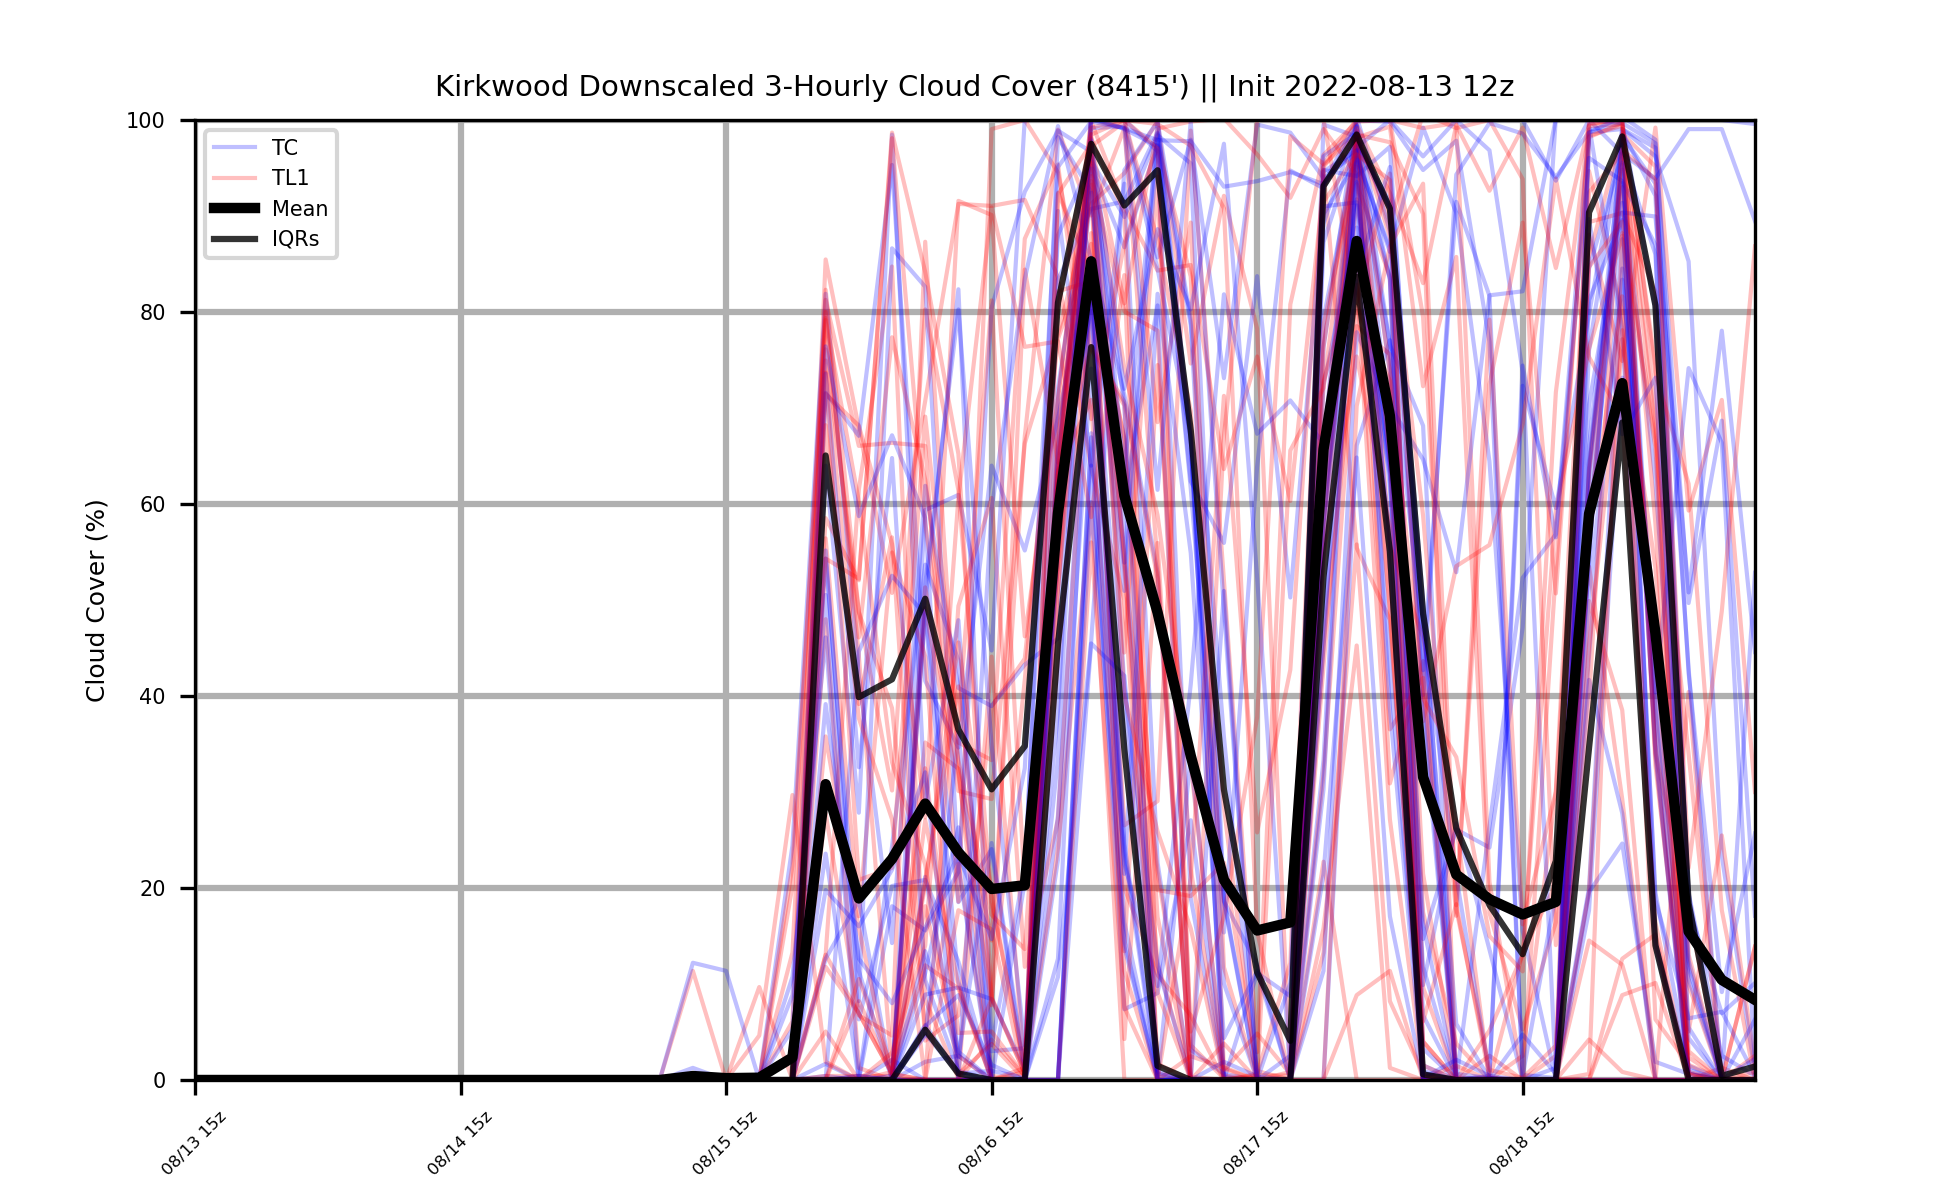 Kirkwood Downscaled 3-Hourly Cloud Cover (8415') || Init 2022-08-13 12z
100
80
60
40
20
0
Cloud Cover (%)
TC
TL1
Mean
IQRs
08/13 15z
08/14 15z
08/15 15z
08/16 15z
08/17 15z
08/18 15z